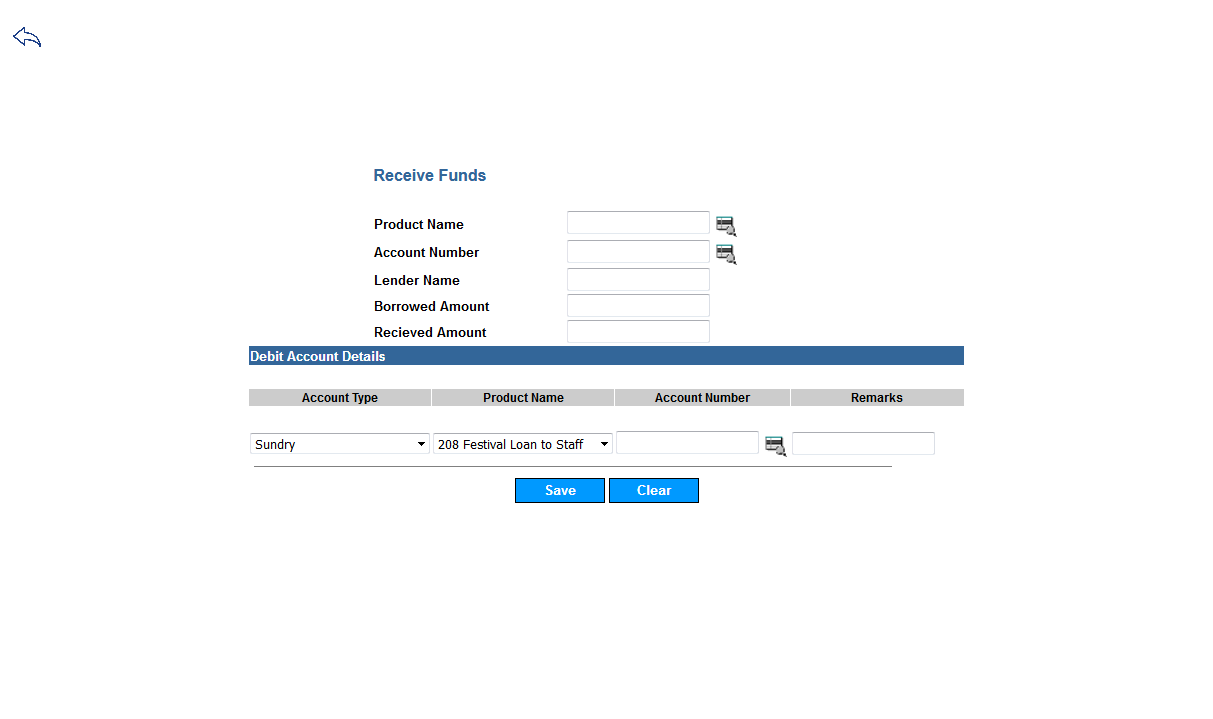 Receive Funds
Product Name
Account Number
Lender Name
Borrowed Amount
Recieved Amount
Debit Account Details
Account Type Product Name Account Number Remarks
Sundry 208 Festival Loan to Staff
Save Clear